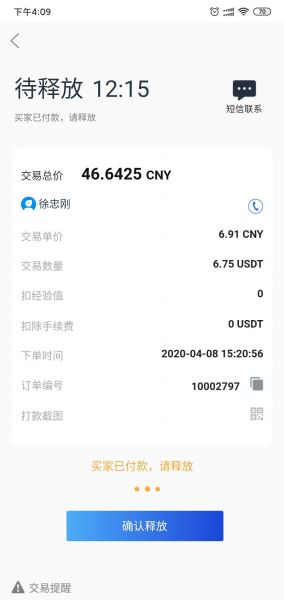 下午4:09
70
待释放 12:15
短信联系
买家已付款，请释放
交易总价 46.6425 CNY
徐忠刚
交易单价 6.91 CNY
交易数量 6.75 USDT
扣经验值 0
扣除手续费 0 USDT
下单时间 2020-04-08 15:20:56
订单编号 10002797
打款截图
买家已付款，请释放
确认释放
交易提醒